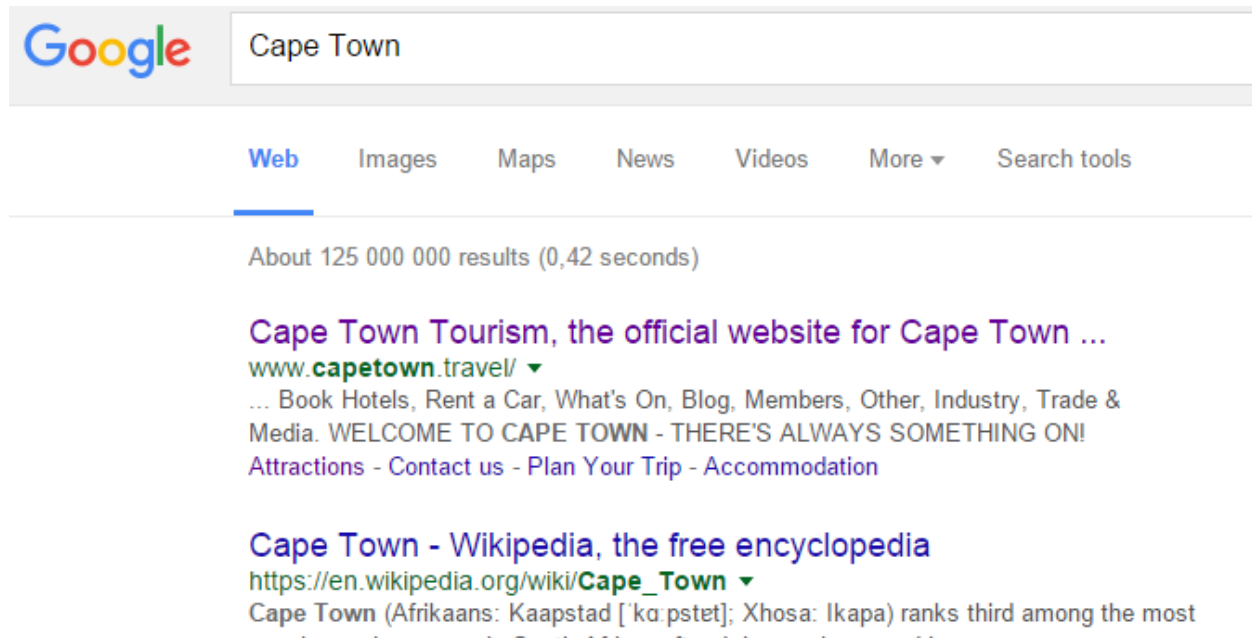 Google
Cape Town
Web Images Maps News Videos More Search tools
About 125 000 000 results (0,42 seconds)
Cape Town Tourism, the official website for Cape Town ...
www.capetown.travel/
... Book Hotels, Rent a Car, What's On, Blog, Members, Other, Industry, Trade &
Media. WELCOME TO CAPE TOWN - THERE'S ALWAYS SOMETHING ON!
Attractions - Contact us - Plan Your Trip - Accommodation
Cape Town - Wikipedia, the free encyclopedia
https://en.wikipedia.org/wiki/Cape_Town
Cape Town (Afrikaans: Kaapstad [ˈkɑːpstɐt]; Xhosa: Ikapa) ranks third among the most